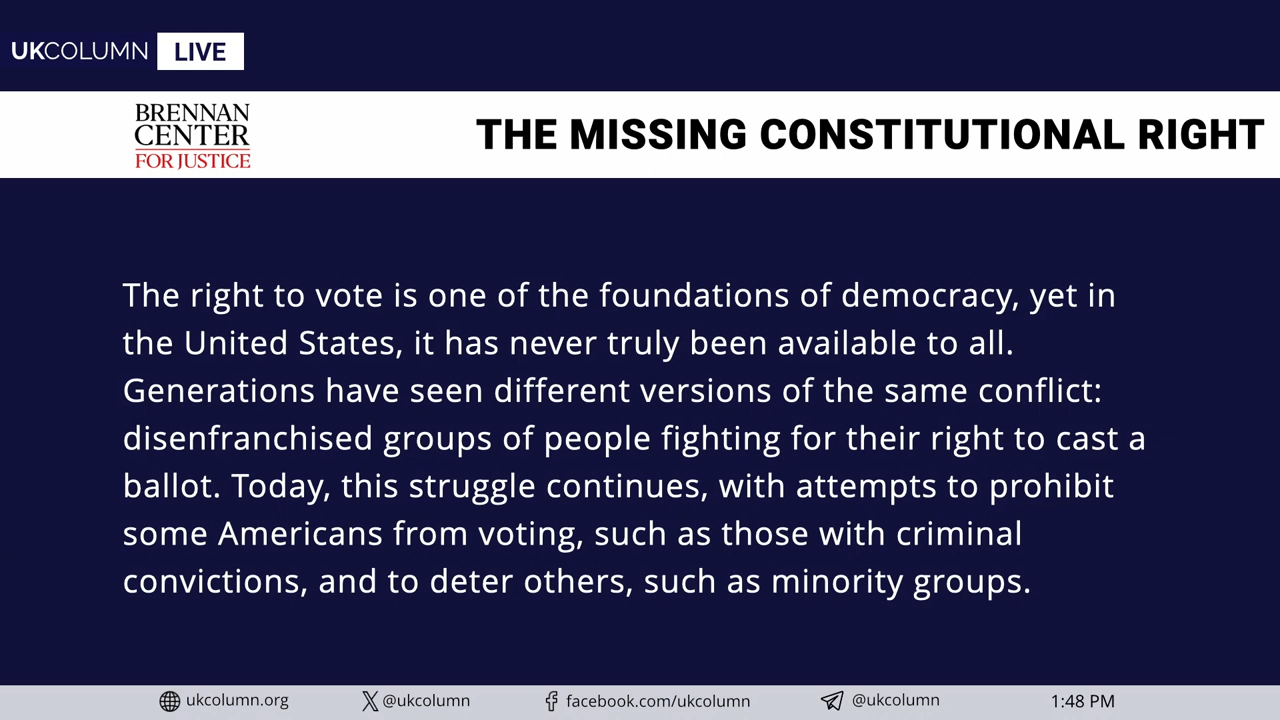 UKCOLUMN LIVE
BRENNAN
CENTER
FOR JUSTICE
THE MISSING CONSTITUTIONAL RIGHT
The right to vote is one of the foundations of democracy, yet in
the United States, it has never truly been available to all.
Generations have seen different versions of the same conflict:
disenfranchised groups of people fighting for their right to cast a
ballot. Today, this struggle continues, with attempts to prohibit
some Americans from voting, such as those with criminal
convictions, and to deter others, such as minority groups.
ukcolumn.org @ukcolumn facebook.com/ukcolumn @ukcolumn 1:48 PM